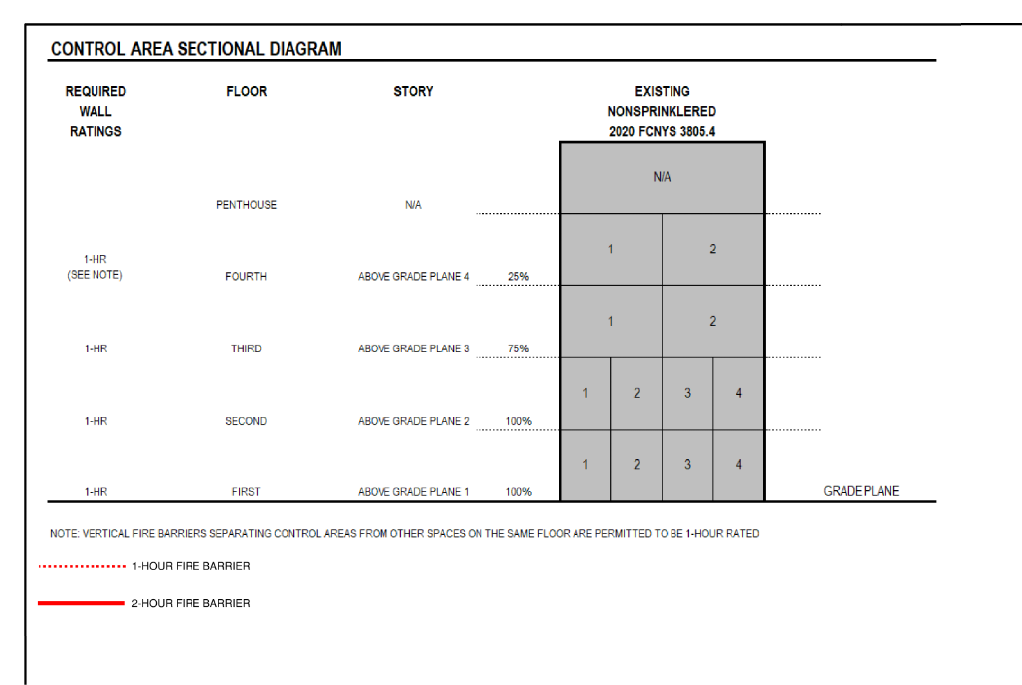 CONTROL AREA SECTIONAL DIAGRAM
REQUIRED
WALL
RATINGS
FLOOR
STORY
EXISTING
NONSPRINKLERED
2020 FCNYS 3805.4
N/A
PENTHOUSE N/A
1 2
1-HR
(SEE NOTE) FOURTH ABOVE GRADE PLANE 4 25%
1 2
1-HR THIRD ABOVE GRADE PLANE 3 75%
1 2 3 4
1-HR SECOND ABOVE GRADE PLANE 2 100%
1 2 3 4
1-HR FIRST ABOVE GRADE PLANE 1 100% GRADE PLANE
NOTE: VERTICAL FIRE BARRIERS SEPARATING CONTROL AREAS FROM OTHER SPACES ON THE SAME FLOOR ARE PERMITTED TO BE 1-HOUR RATED
1-HOUR FIRE BARRIER
2-HOUR FIRE BARRIER